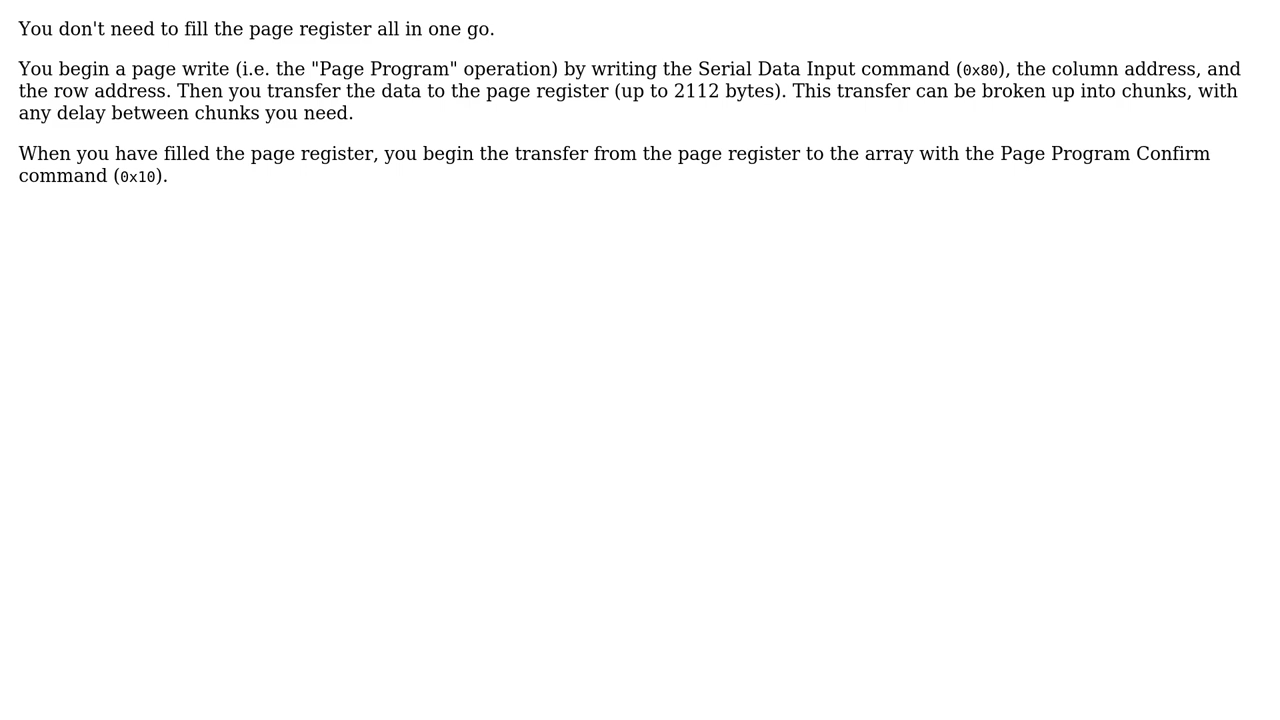 You don't need to fill the page register all in one go.
You begin a page write (i.e. the "Page Program" operation) by writing the Serial Data Input command (0x80), the column address, and
the row address. Then you transfer the data to the page register (up to 2112 bytes). This transfer can be broken up into chunks, with
any delay between chunks you need.
When you have filled the page register, you begin the transfer from the page register to the array with the Page Program Confirm
command (0x10).